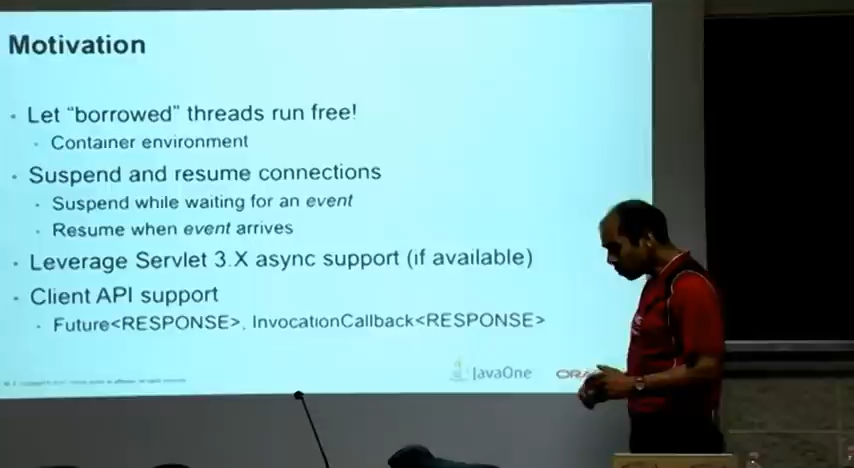 Motivation
Let "borrowed" threads run free!
Container environment
Suspend and resume connections
Suspend while waiting for an event
Resume when event arrives
Leverage Servlet 3.X async support (if available)
Client API support
Future<RESPONSE>, InvocationCallback<RESPONSE>
JavaOne